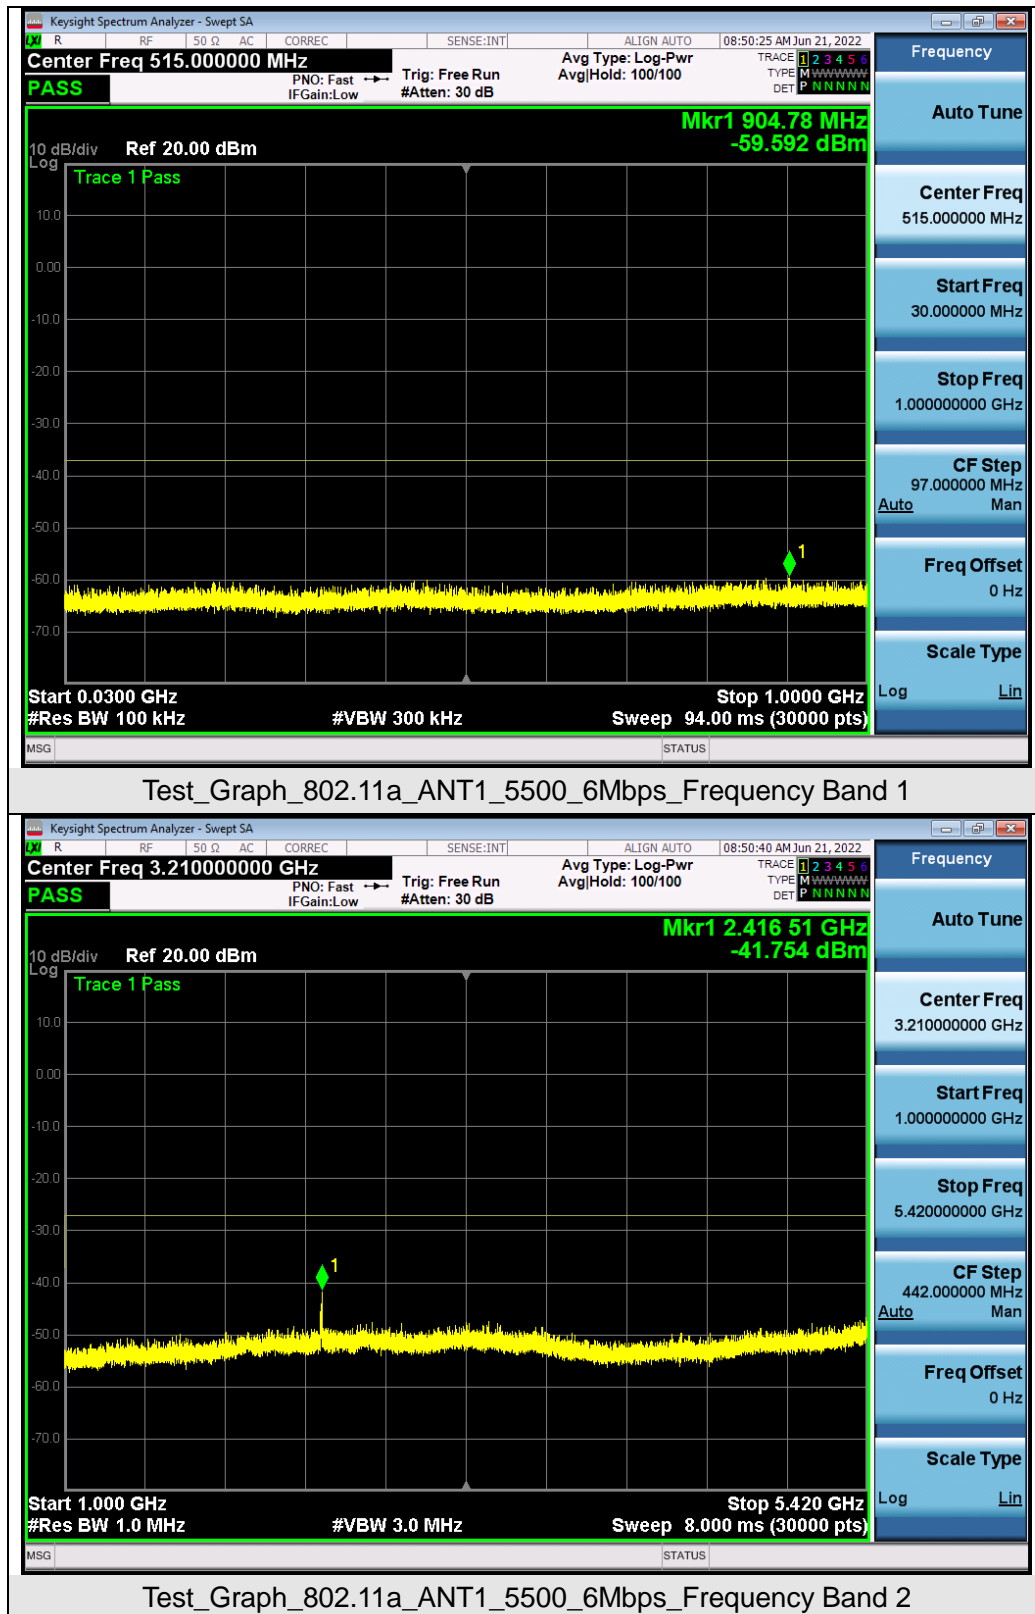 Keysight Spectrum Analyzer - Swept SA
LXI R RF 50 Ω AC CORREC SENSE:INT ALIGN AUTO 08:50:25 AM Jun 21, 2022
Center Freq 515.000000 MHz
PASS
PNO: Fast
IFGain:Low
Trig: Free Run
#Atten: 30 dB
Avg Type: Log-Pwr
Avg|Hold: 100/100
TRACE 1 2 3 4 5 6
TYPE M WWWWW
DET P N N N N N
Mkr1 904.78 MHz
-59.592 dBm
10 dB/div Ref 20.00 dBm
Log
Trace 1 Pass
10.0
0.00
-10.0
-20.0
-30.0
-40.0
-50.0
1
-60.0
-70.0
Start 0.0300 GHz Stop 1.0000 GHz
#Res BW 100 kHz #VBW 300 kHz Sweep 94.00 ms (30000 pts)
MSG STATUS
Frequency
Auto Tune
Center Freq
515.000000 MHz
Start Freq
30.000000 MHz
Stop Freq
1.000000000 GHz
CF Step
97.000000 MHz
Auto Man
Freq Offset
0 Hz
Scale Type
Log Lin
Test_Graph_802.11a_ANT1_5500_6Mbps_Frequency Band 1
Keysight Spectrum Analyzer - Swept SA
LXI R RF 50 Ω AC CORREC SENSE:INT ALIGN AUTO 08:50:40 AM Jun 21, 2022
Center Freq 3.210000000 GHz
PASS
PNO: Fast
IFGain:Low
Trig: Free Run
#Atten: 30 dB
Avg Type: Log-Pwr
Avg|Hold: 100/100
TRACE 1 2 3 4 5 6
TYPE M WWWWW
DET P N N N N N
Mkr1 2.416 51 GHz
-41.754 dBm
10 dB/div Ref 20.00 dBm
Log
Trace 1 Pass
10.0
0.00
-10.0
-20.0
-30.0
1
-40.0
-50.0
-60.0
-70.0
Start 1.000 GHz Stop 5.420 GHz
#Res BW 1.0 MHz #VBW 3.0 MHz Sweep 8.000 ms (30000 pts)
MSG STATUS
Frequency
Auto Tune
Center Freq
3.210000000 GHz
Start Freq
1.000000000 GHz
Stop Freq
5.420000000 GHz
CF Step
442.000000 MHz
Auto Man
Freq Offset
0 Hz
Scale Type
Log Lin
Test_Graph_802.11a_ANT1_5500_6Mbps_Frequency Band 2